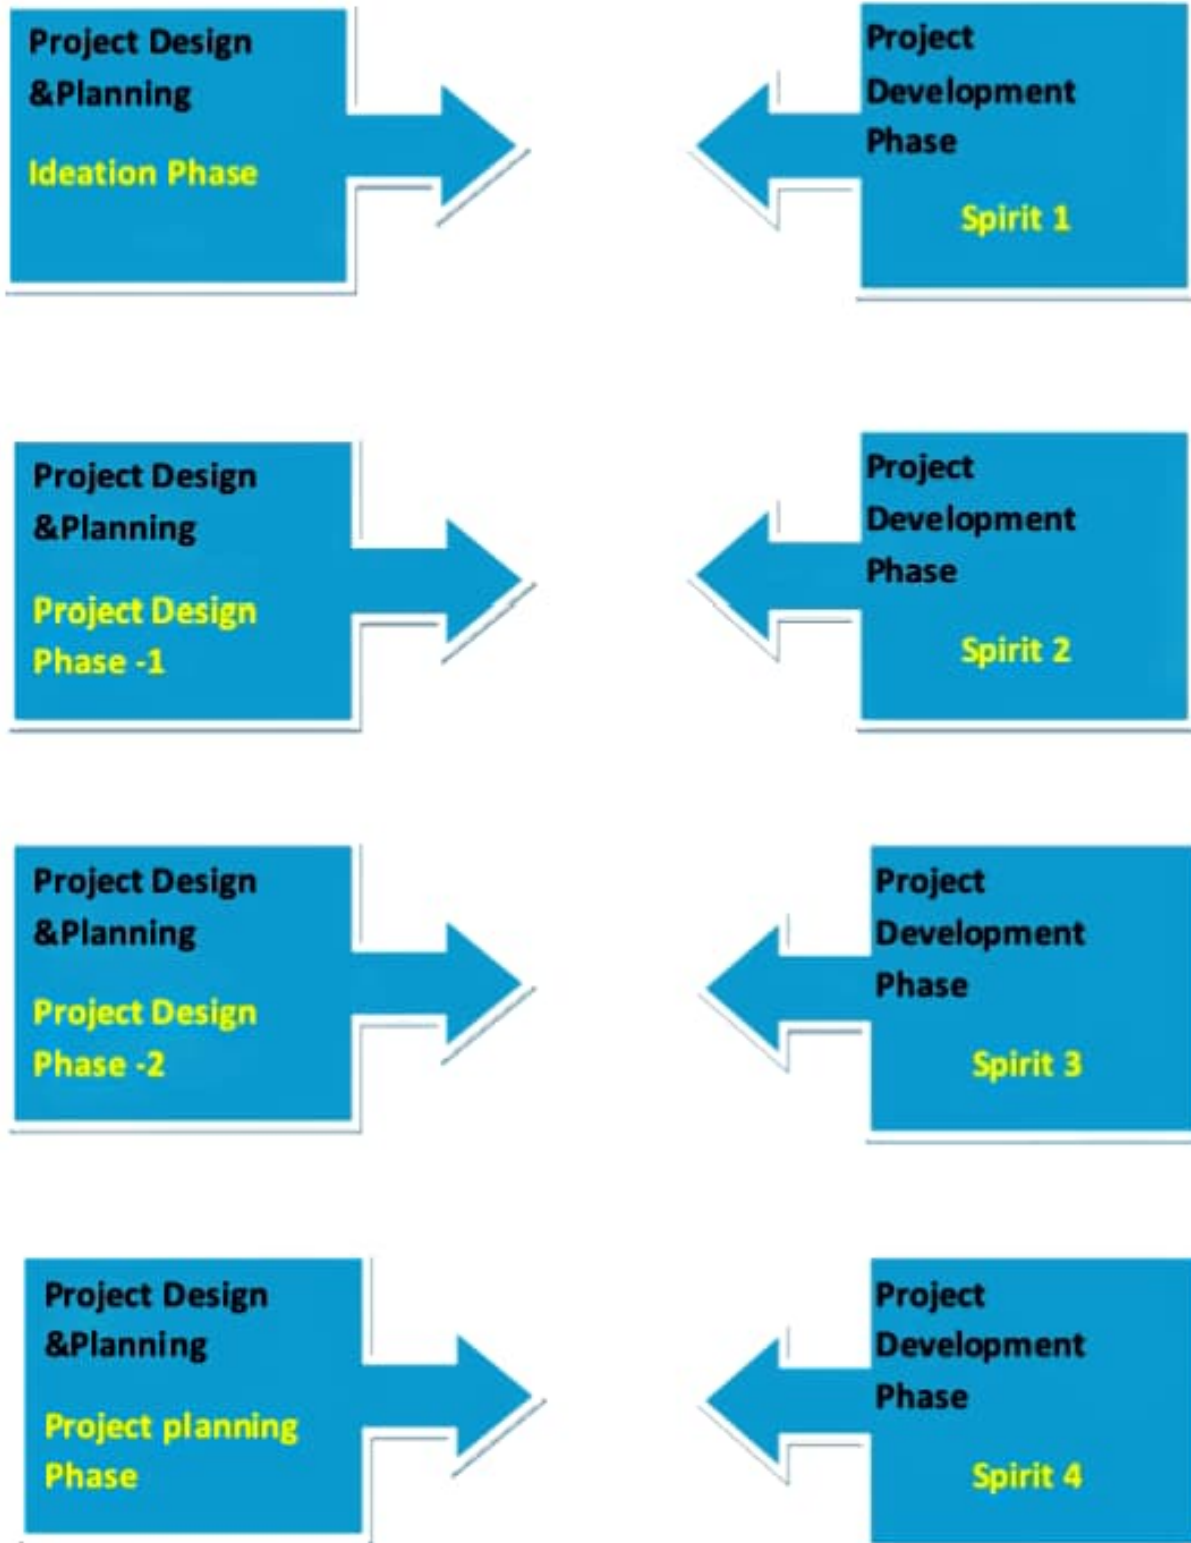 Project Design
&Planning
Ideation Phase
Project
Development
Phase
Spirit 1
Project Design
&Planning
Project Design
Phase -1
Project
Development
Phase
Spirit 2
Project Design
&Planning
Project Design
Phase -2
Project
Development
Phase
Spirit 3
Project Design
&Planning
Project planning
Phase
Project
Development
Phase
Spirit 4